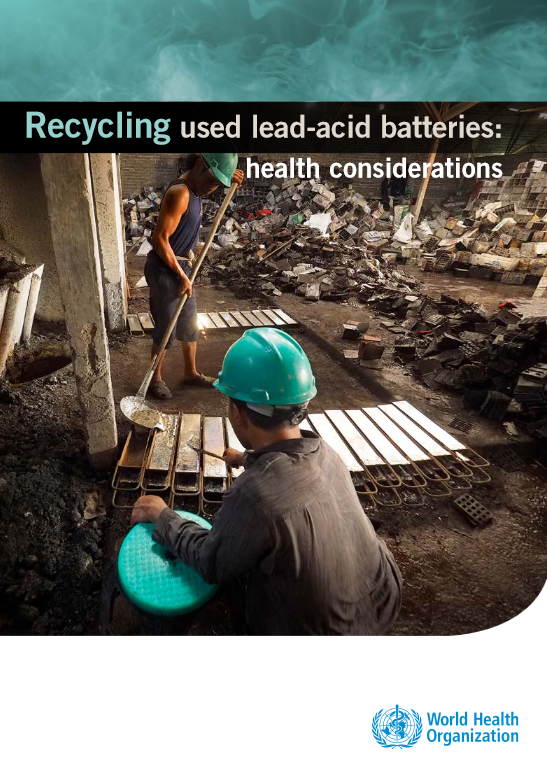 Recycling used lead-acid batteries:
health considerations
World Health
Organization